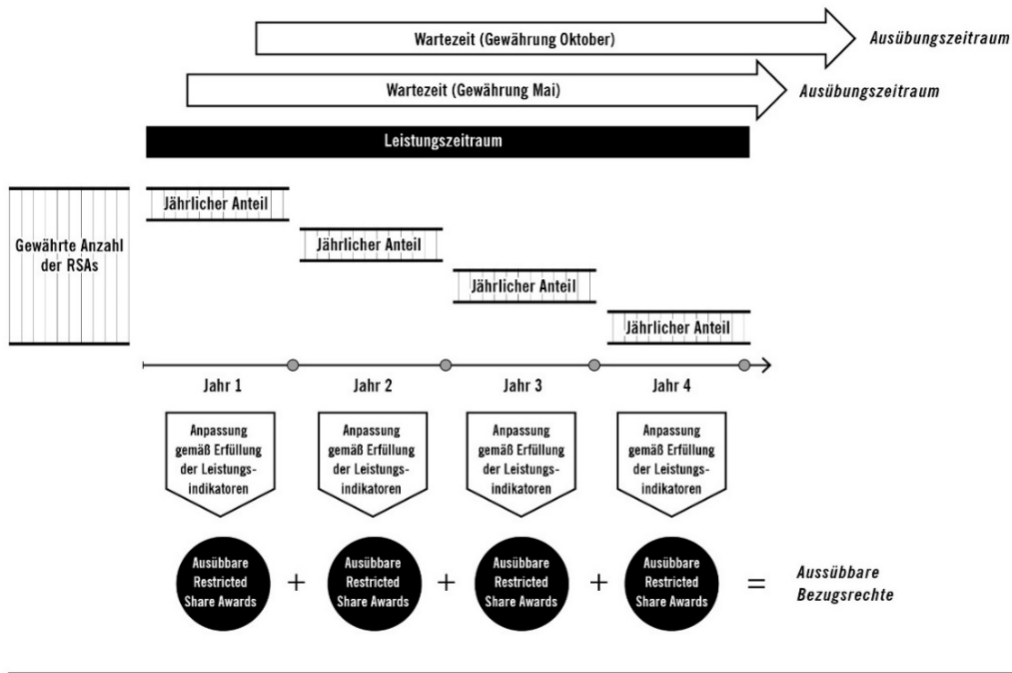 Wartezeit (Gewährung Oktober)
Ausübungszeitraum
Wartezeit (Gewährung Mai)
Ausübungszeitraum
Leistungszeitraum
Gewährte Anzahl
der RSAs
Jährlicher Anteil
Jährlicher Anteil
Jährlicher Anteil
Jährlicher Anteil
Jahr 1
Jahr 2
Jahr 3
Jahr 4
Anpassung
gemäß Erfüllung
der Leistungs-
indikatoren
Anpassung
gemäß Erfüllung
der Leistungs-
indikatoren
Anpassung
gemäß Erfüllung
der Leistungs-
indikatoren
Anpassung
gemäß Erfüllung
der Leistungs-
indikatoren
Ausübbare
Restricted
Share Awards
+
Ausübbare
Restricted
Share Awards
+
Ausübbare
Restricted
Share Awards
+
Ausübbare
Restricted
Share Awards
=
Aussübbare
Bezugsrechte